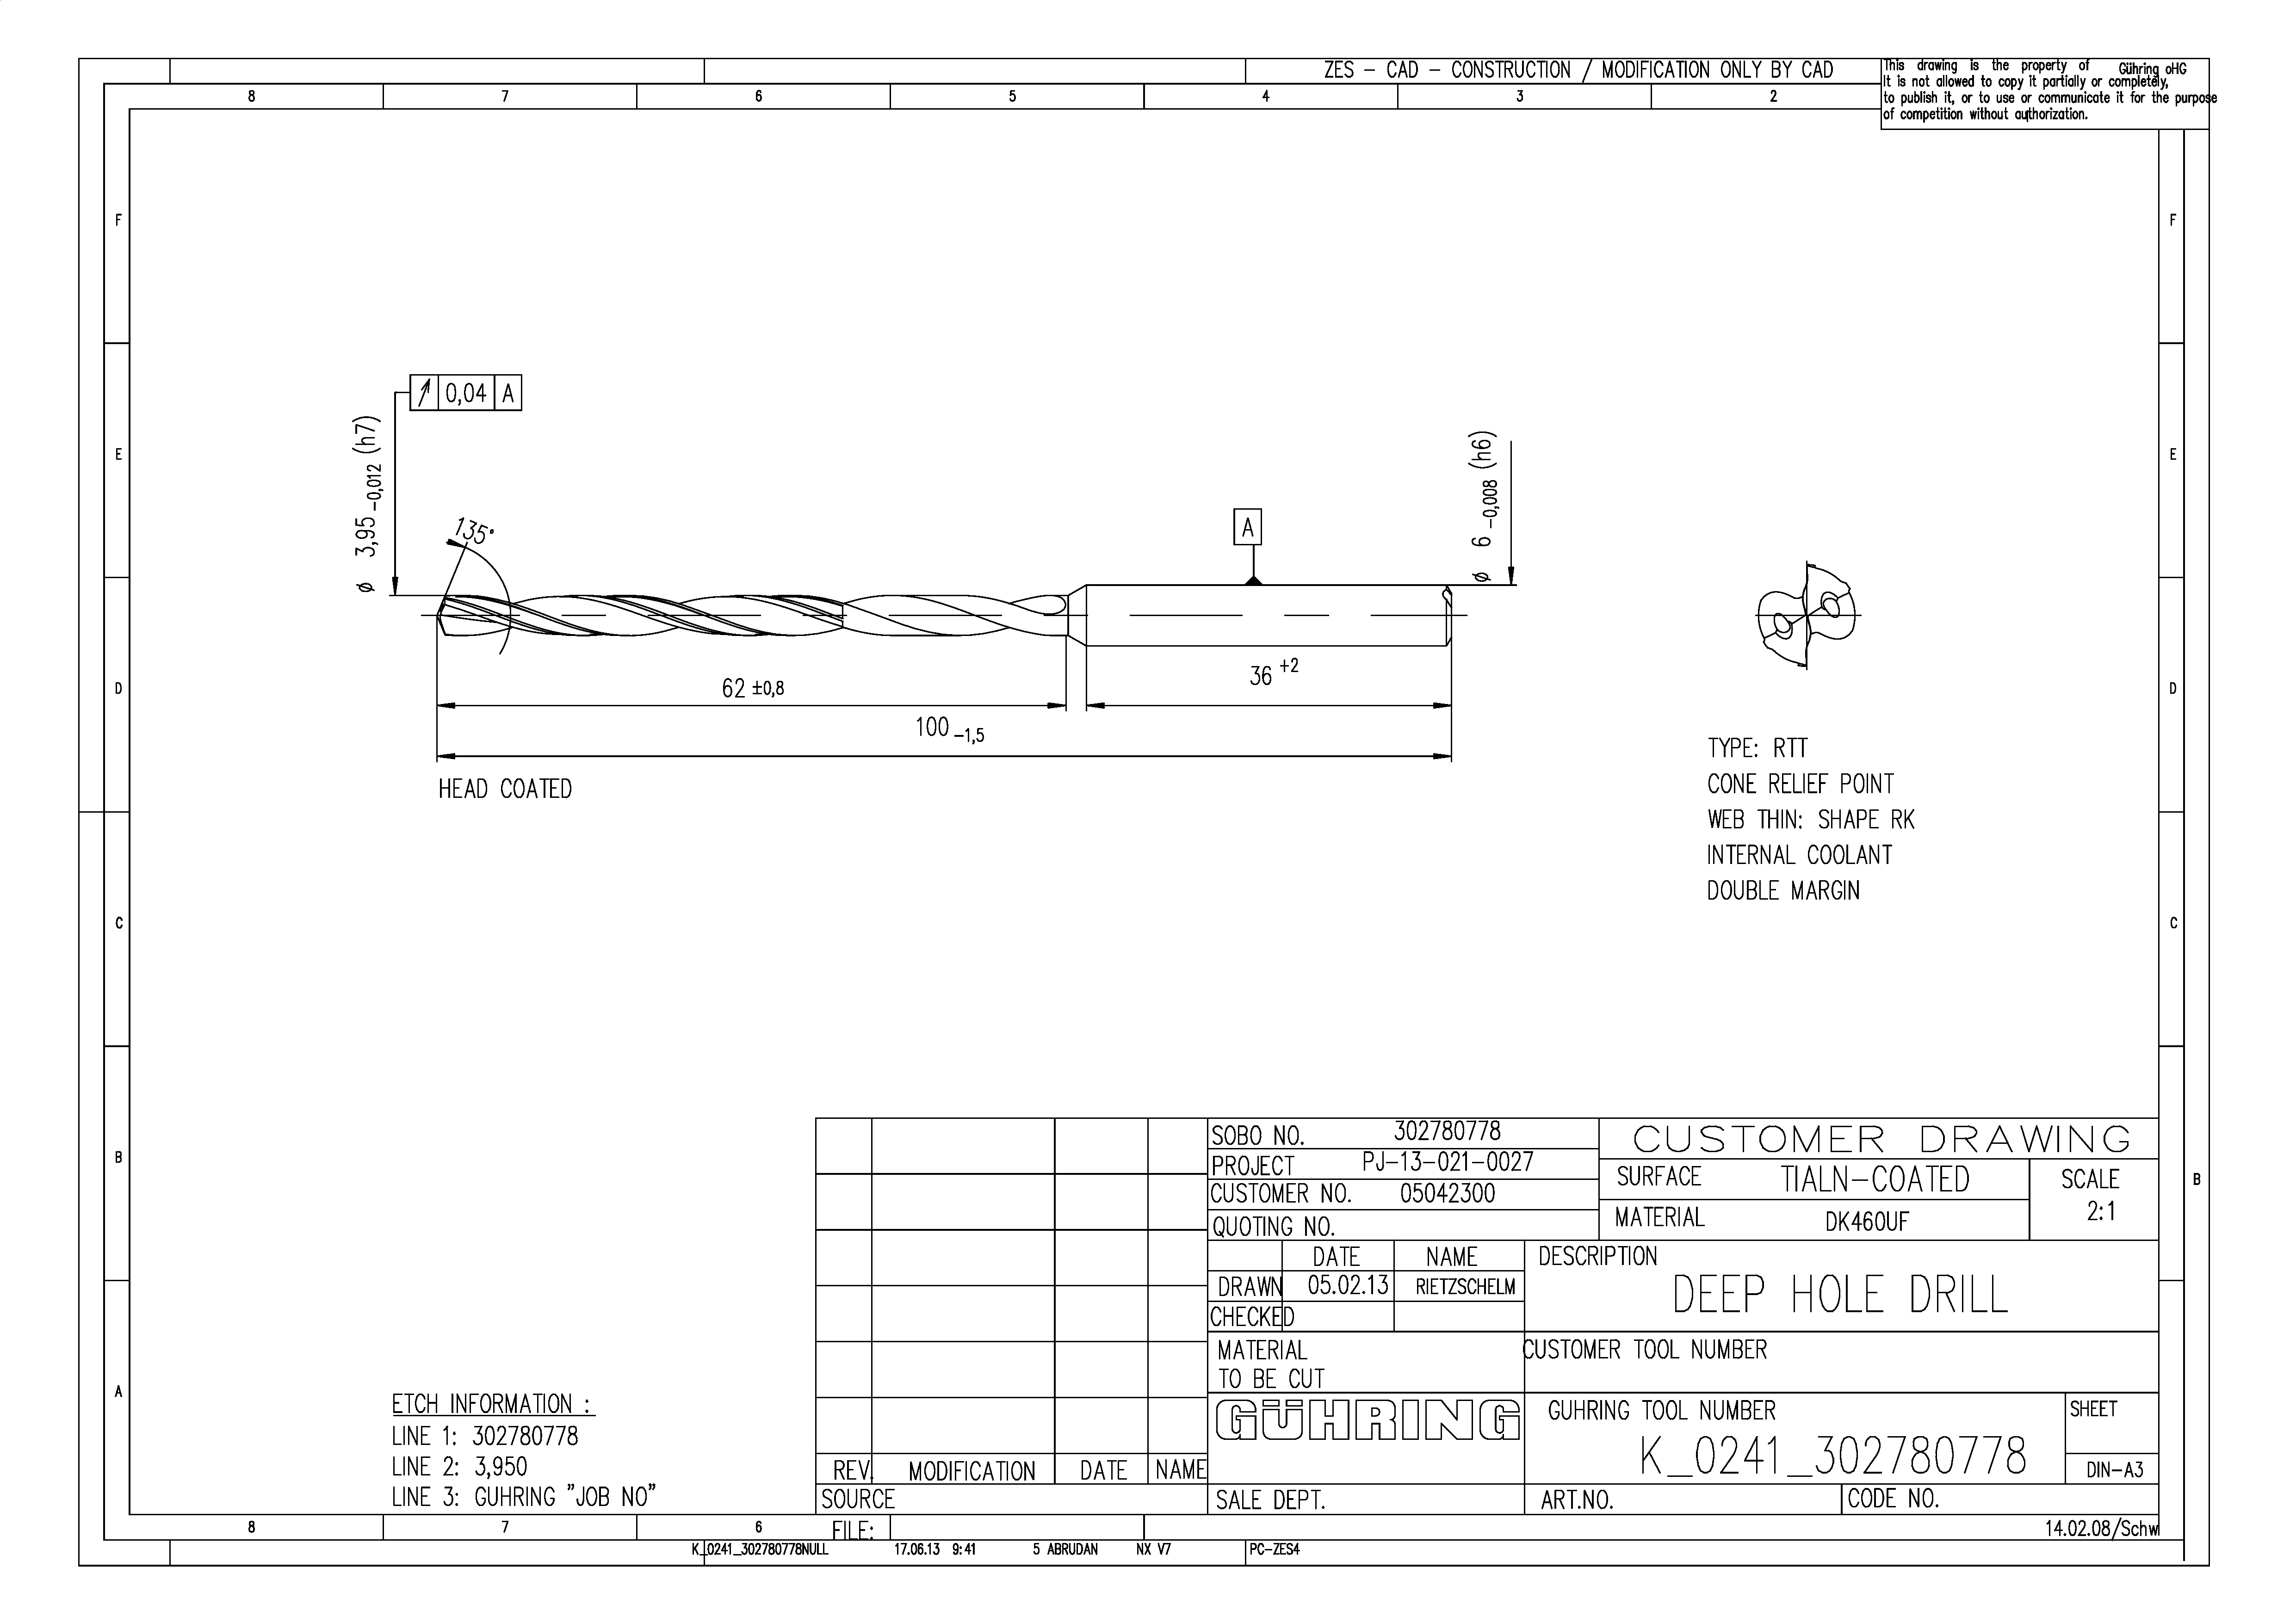 ZES - CAD - CONSTRUCTION / MODIFICATION ONLY BY CAD
This drawing is the property of Gühring oHG
It is not allowed to copy it partially or completely,
to publish it, or to use or communicate it for the purpose
of competition without authorization.
8 7 6 5 4 3 2
F F
E E
D D
C C
B B
A
0,04 A
ø 3,95 -0,012 (h7)
135°
A
ø 6 -0,008 (h6)
62 ±0,8
36 +2
100 -1,5
HEAD COATED
TYPE: RTT
CONE RELIEF POINT
WEB THIN: SHAPE RK
INTERNAL COOLANT
DOUBLE MARGIN
ETCH INFORMATION :
LINE 1: 302780778
LINE 2: 3,950
LINE 3: GUHRING "JOB NO"
REV. MODIFICATION DATE NAME
SOURCE
SOBO NO. 302780778
PROJECT PJ-13-021-0027
CUSTOMER NO. 05042300
QUOTING NO.
DATE NAME
DRAWN 05.02.13 RIETZSCHELM
CHECKED
MATERIAL
TO BE CUT
GÜHRING
SALE DEPT.
CUSTOMER DRAWING
SURFACE TIALN-COATED
SCALE
2:1
MATERIAL DK460UF
DESCRIPTION
DEEP HOLE DRILL
CUSTOMER TOOL NUMBER
GUHRING TOOL NUMBER
K_0241_302780778
SHEET
DIN-A3
ART.NO. CODE NO.
8 7 6 FILE:
14.02.08/Schw
K_0241_302780778NULL 17.06.13 9:41 5 ABRUDAN NX V7 PC-ZES4